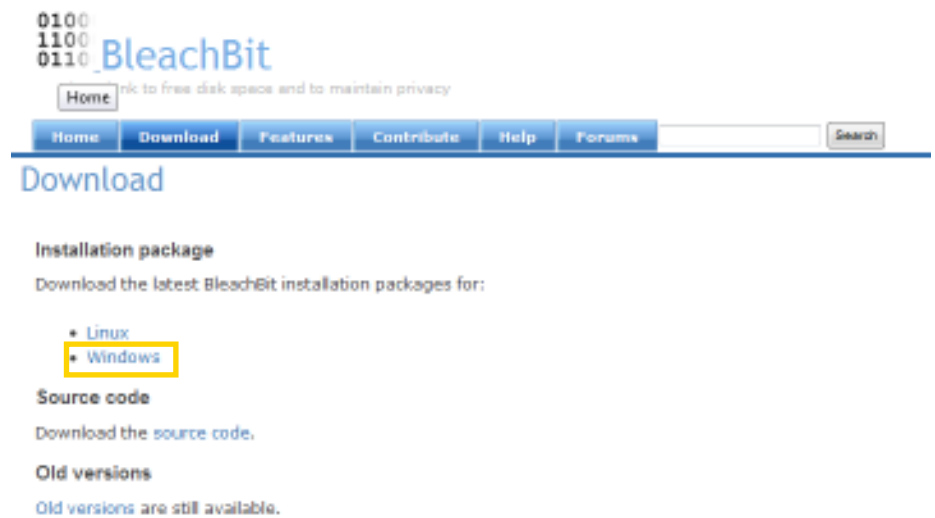 0100
1100
0110_BleachBit
nk to free disk space and to maintain privacy
Home
Home Download Features Contribute Help Forums Search
Download
Installation package
Download the latest BleachBit installation packages for:
• Linux
• Windows
Source code
Download the source code.
Old versions
Old versions are still available.